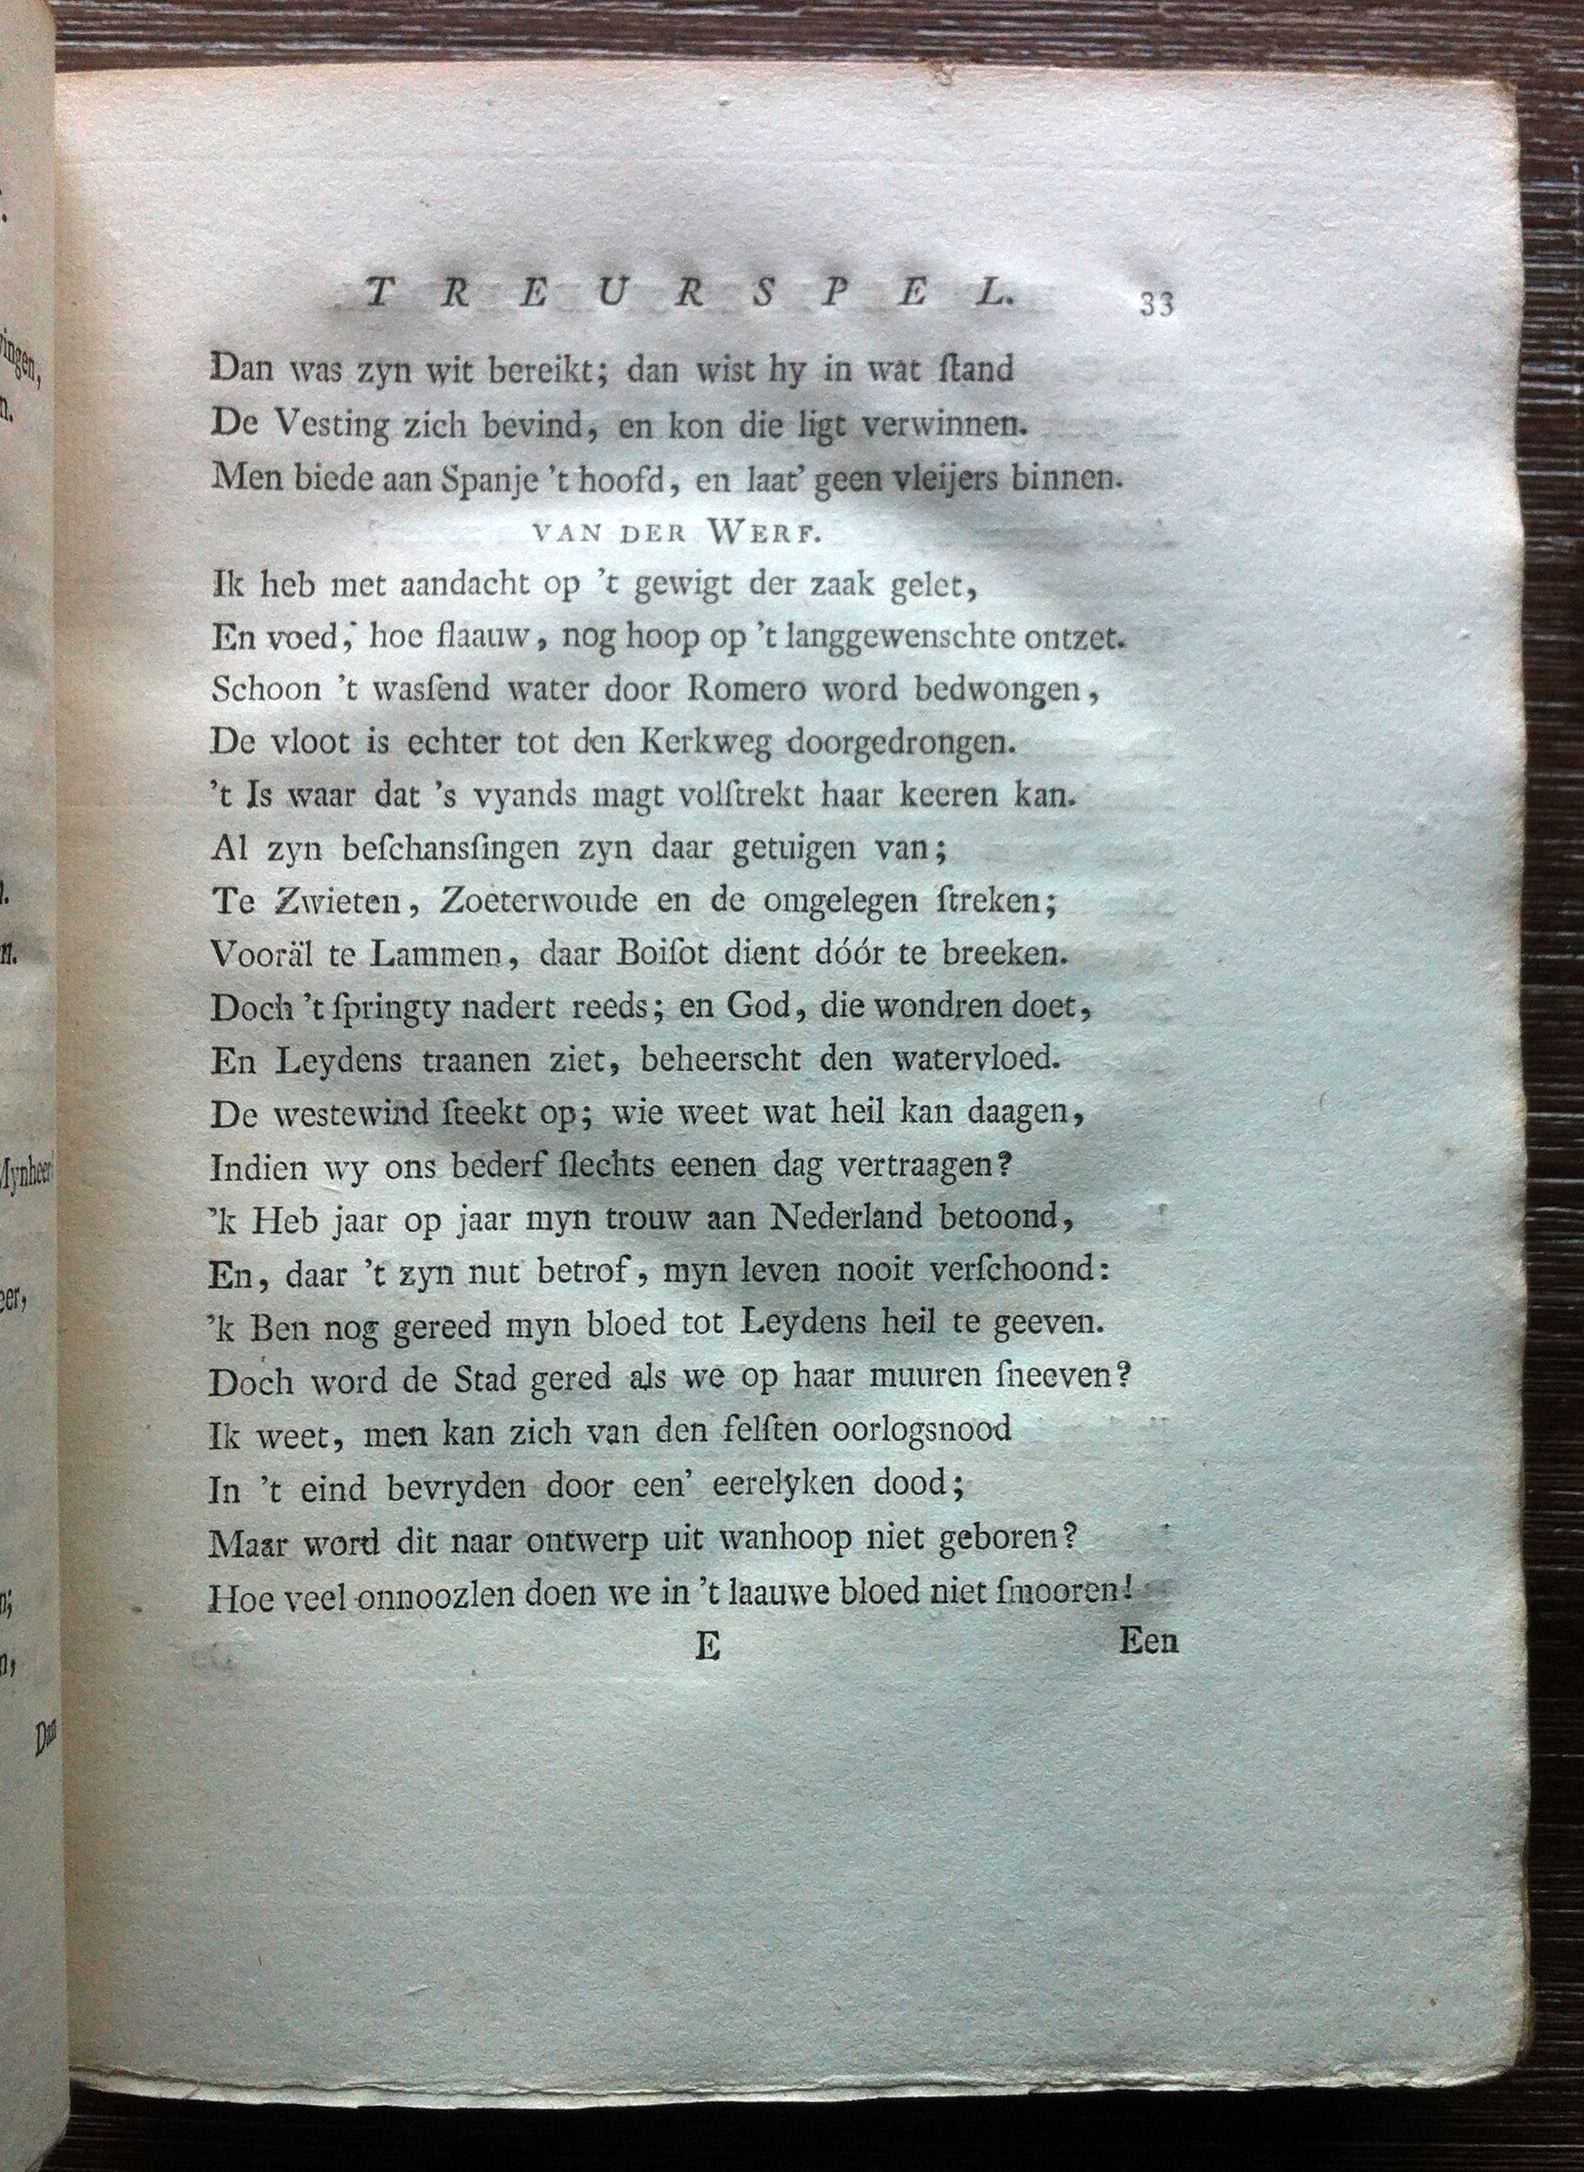 TREURSPEL. 33
Dan was zyn wit bereikt; dan wist hy in wat ſtand
De Vesting zich bevind, en kon die ligt verwinnen.
Men biede aan Spanje 't hoofd, en laat' geen vleijers binnen.
VAN DER WERF.
Ik heb met aandacht op 't gewigt der zaak gelet,
En voed, hoe flaauw, nog hoop op 't langgewenschte ontzet.
Schoon 't wasſend water door Romero word bedwongen,
De vloot is echter tot den Kerkweg doorgedrongen.
't Is waar dat 's vyands magt volſtrekt haar keeren kan.
Al zyn beſchansſingen zyn daar getuigen van;
Te Zwieten, Zoeterwoude en de omgelegen ſtreken;
Vooräl te Lammen, daar Boiſot dient dóór te breeken.
Doch 't ſpringty nadert reeds; en God, die wondren doet,
En Leydens traanen ziet, beheerscht den watervloed.
De westewind ſteekt op; wie weet wat heil kan daagen,
Indien wy ons bederf ſlechts eenen dag vertraagen?
'k Heb jaar op jaar myn trouw aan Nederland betoond,
En, daar 't zyn nut betrof, myn leven nooit verſchoond:
'k Ben nog gereed myn bloed tot Leydens heil te geeven.
Doch word de Stad gered als we op haar muuren ſneeven?
Ik weet, men kan zich van den felſten oorlogsnood
In 't eind bevryden door een' eerelyken dood;
Maar word dit naar ontwerp uit wanhoop niet geboren?
Hoe veel onnoozlen doen we in 't laauwe bloed niet ſmooren!
E Een